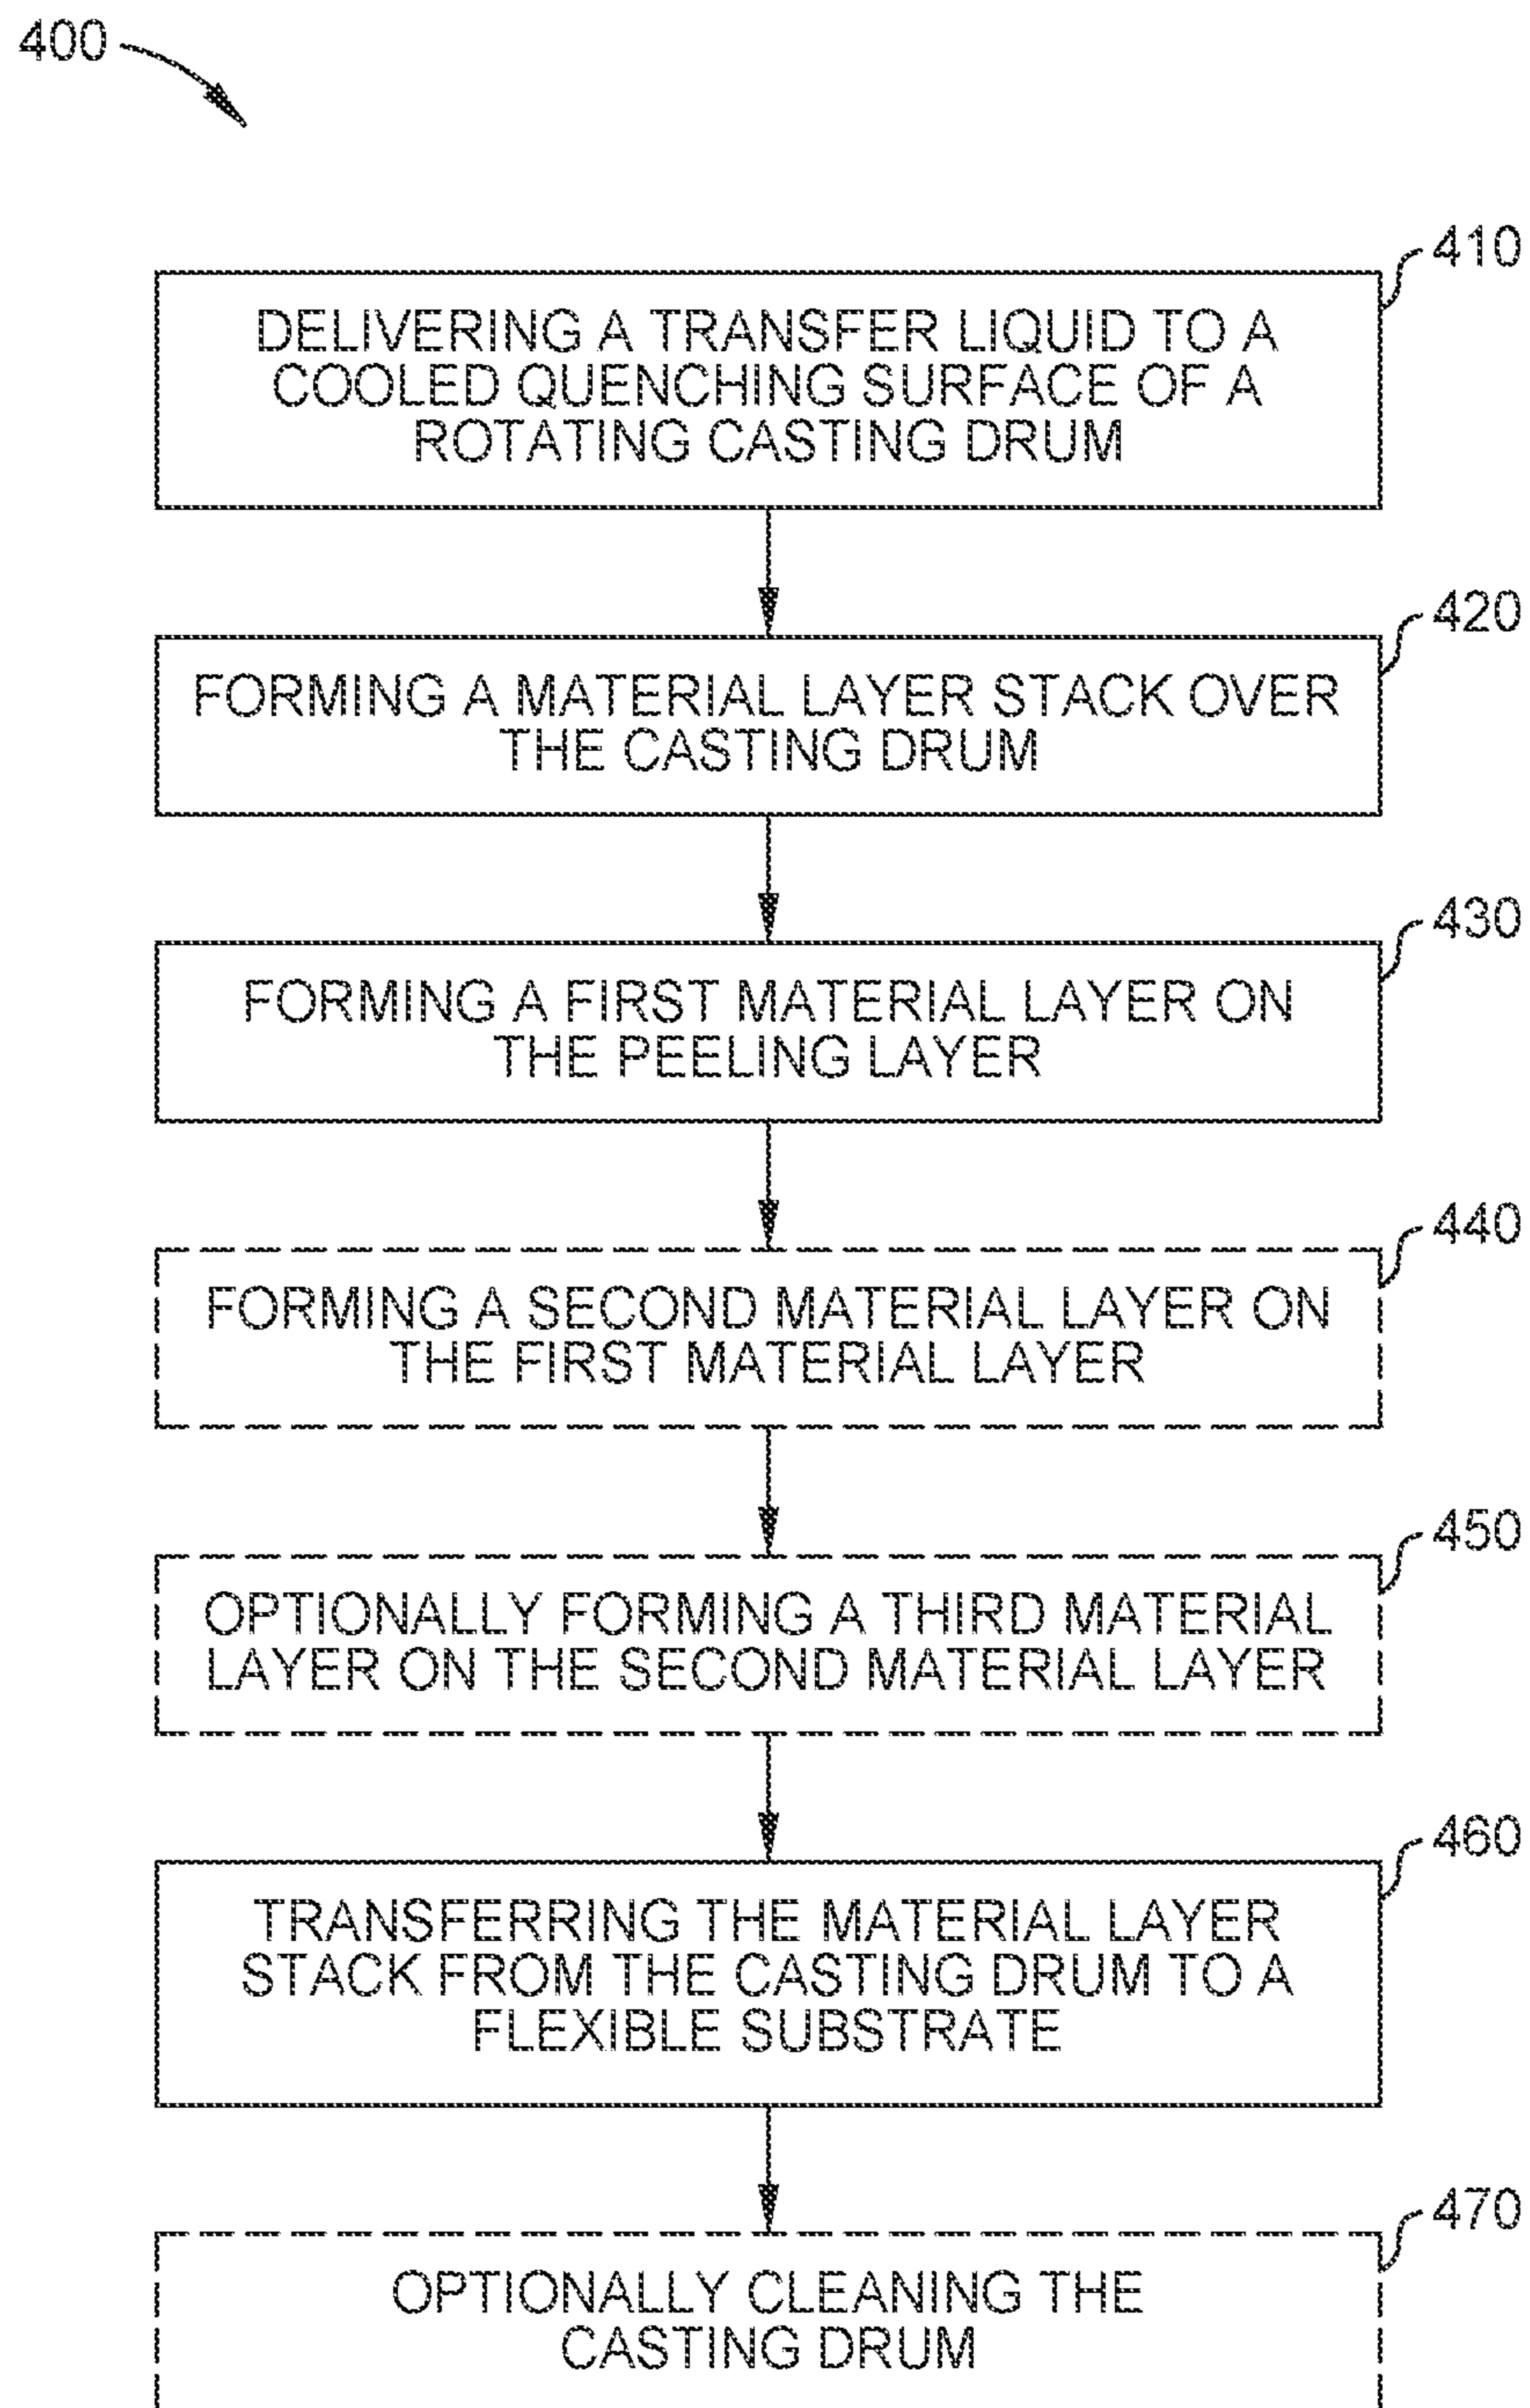 400
410
DELIVERING A TRANSFER LIQUID TO A
COOLED QUENCHING SURFACE OF A
ROTATING CASTING DRUM
420
FORMING A MATERIAL LAYER STACK OVER
THE CASTING DRUM
430
FORMING A FIRST MATERIAL LAYER ON
THE PEELING LAYER
440
FORMING A SECOND MATERIAL LAYER ON
THE FIRST MATERIAL LAYER
450
OPTIONALLY FORMING A THIRD MATERIAL
LAYER ON THE SECOND MATERIAL LAYER
460
TRANSFERRING THE MATERIAL LAYER
STACK FROM THE CASTING DRUM TO A
FLEXIBLE SUBSTRATE
470
OPTIONALLY CLEANING THE
CASTING DRUM